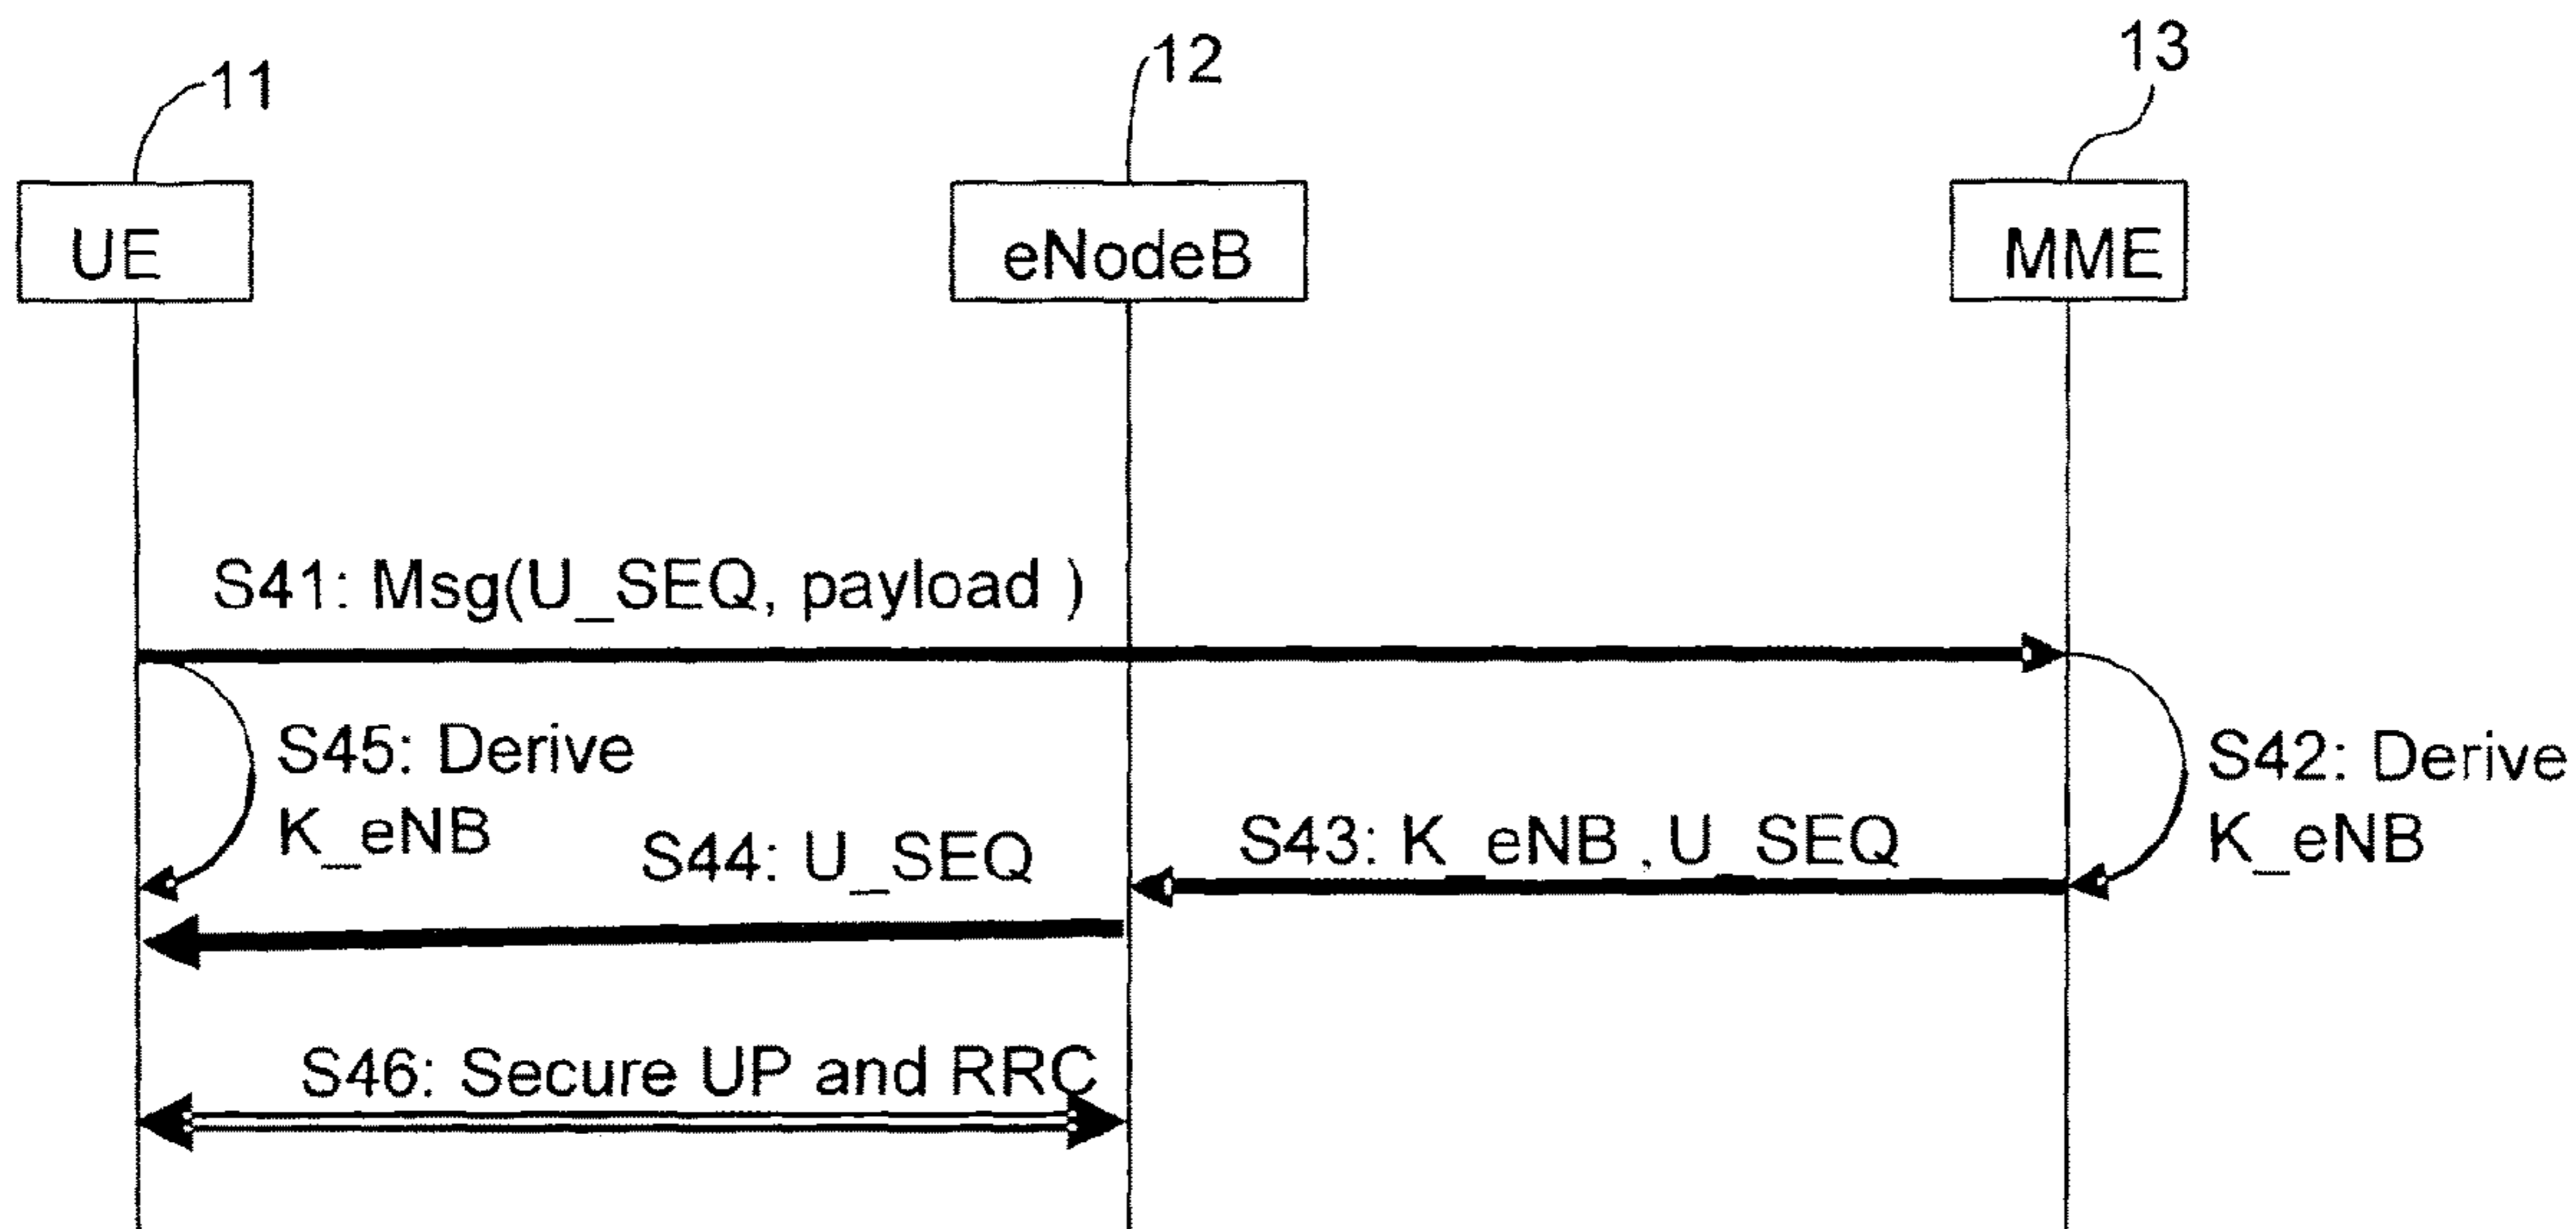 11
12
13
UE
eNodeB
MME
S41: Msg(U_SEQ, payload )
S45: Derive
K_eNB
S42: Derive
K_eNB
S43: K_eNB , U_SEQ
S44: U_SEQ
S46: Secure UP and RRC